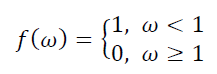 f(ω) = {1, ω < 1
0, ω ≥ 1